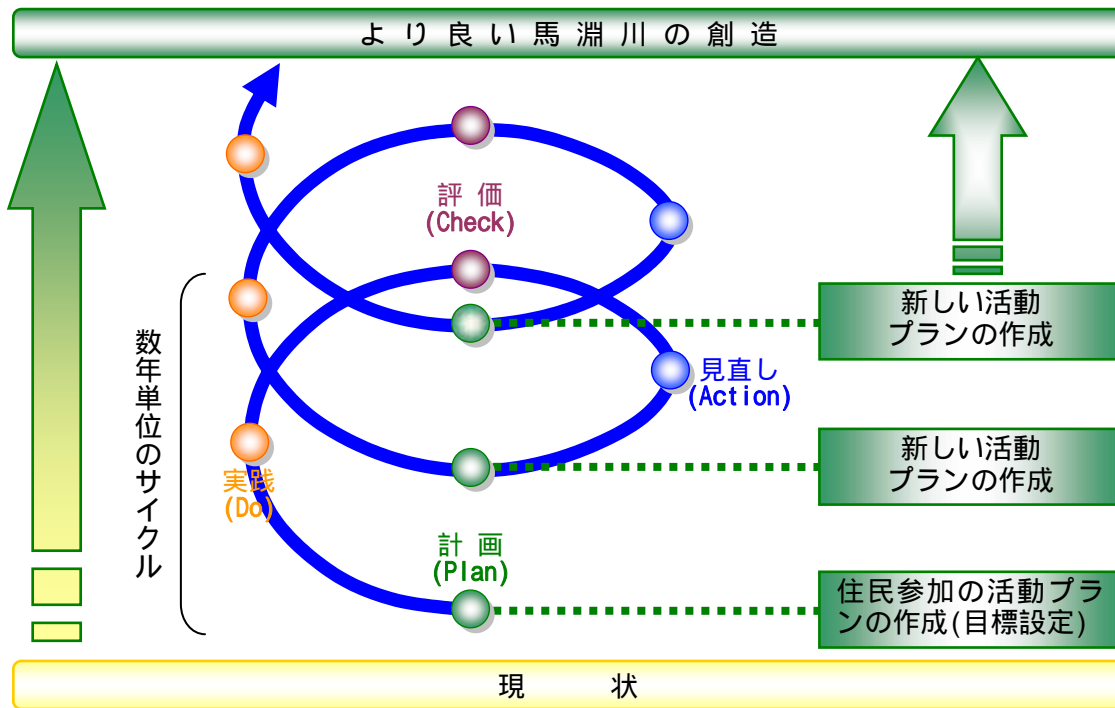 より良い馬淵川の創造
評価
(Check)
新しい活動
プランの作成
数年単位のサイクル
見直し
(Action)
新しい活動
プランの作成
実践
(Do)
計画
(Plan)
住民参加の活動プラ
ンの作成(目標設定)
現状